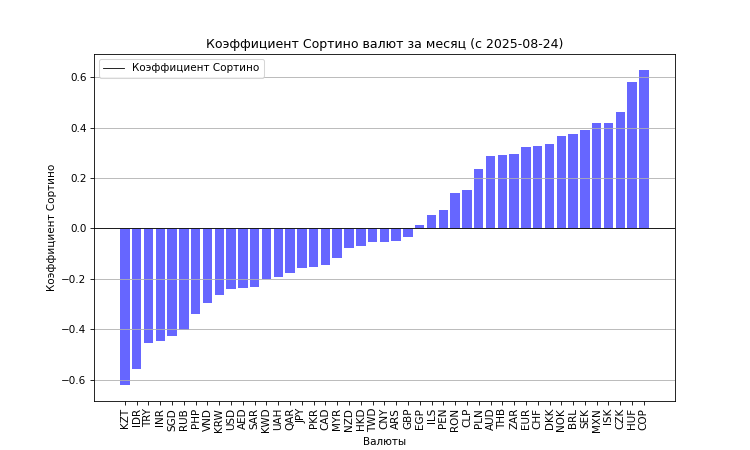 Коэффициент Сортино валют за месяц (с 2025-08-24)
Коэффициент Сортино
0.6
0.4
0.2
0.0
−0.2
−0.4
−0.6
Коэффициент Сортино
KZT IDR TRY INR SGD RUB PHP VND KRW USD AED SAR KWD UAH QAR JPY PKR CAD MYR NZD HKD TWD CNY ARS GBP EGP ILS PEN RON CLP PLN AUD THB ZAR EUR CHF DKK NOK BRL SEK MXN ISK CZK HUF COP
Валюты